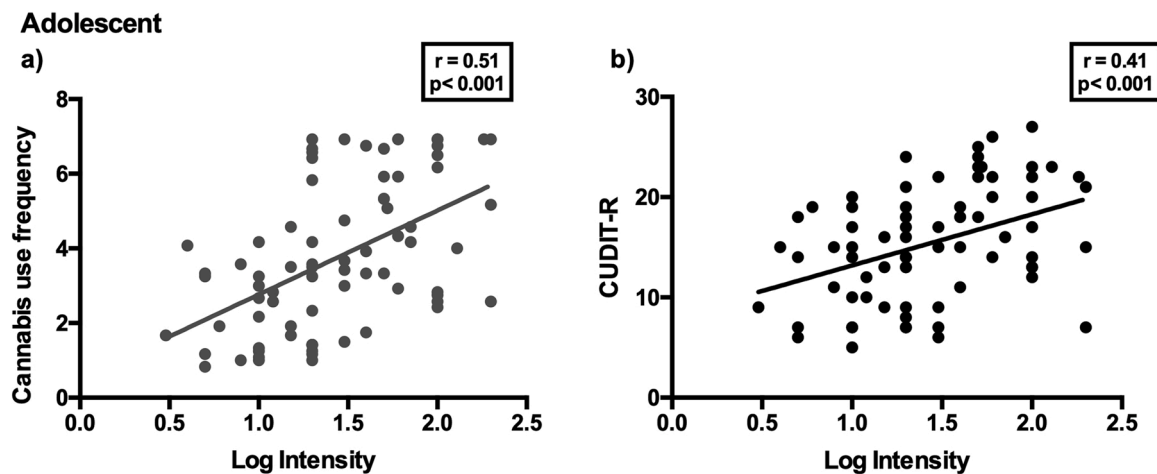 Adolescent
a)
r = 0.51
p< 0.001
8
6
4
2
0
Cannabis use frequency
0.0 0.5 1.0 1.5 2.0 2.5
Log Intensity
b)
r = 0.41
p< 0.001
30
20
10
0
CUDIT-R
0.0 0.5 1.0 1.5 2.0 2.5
Log Intensity